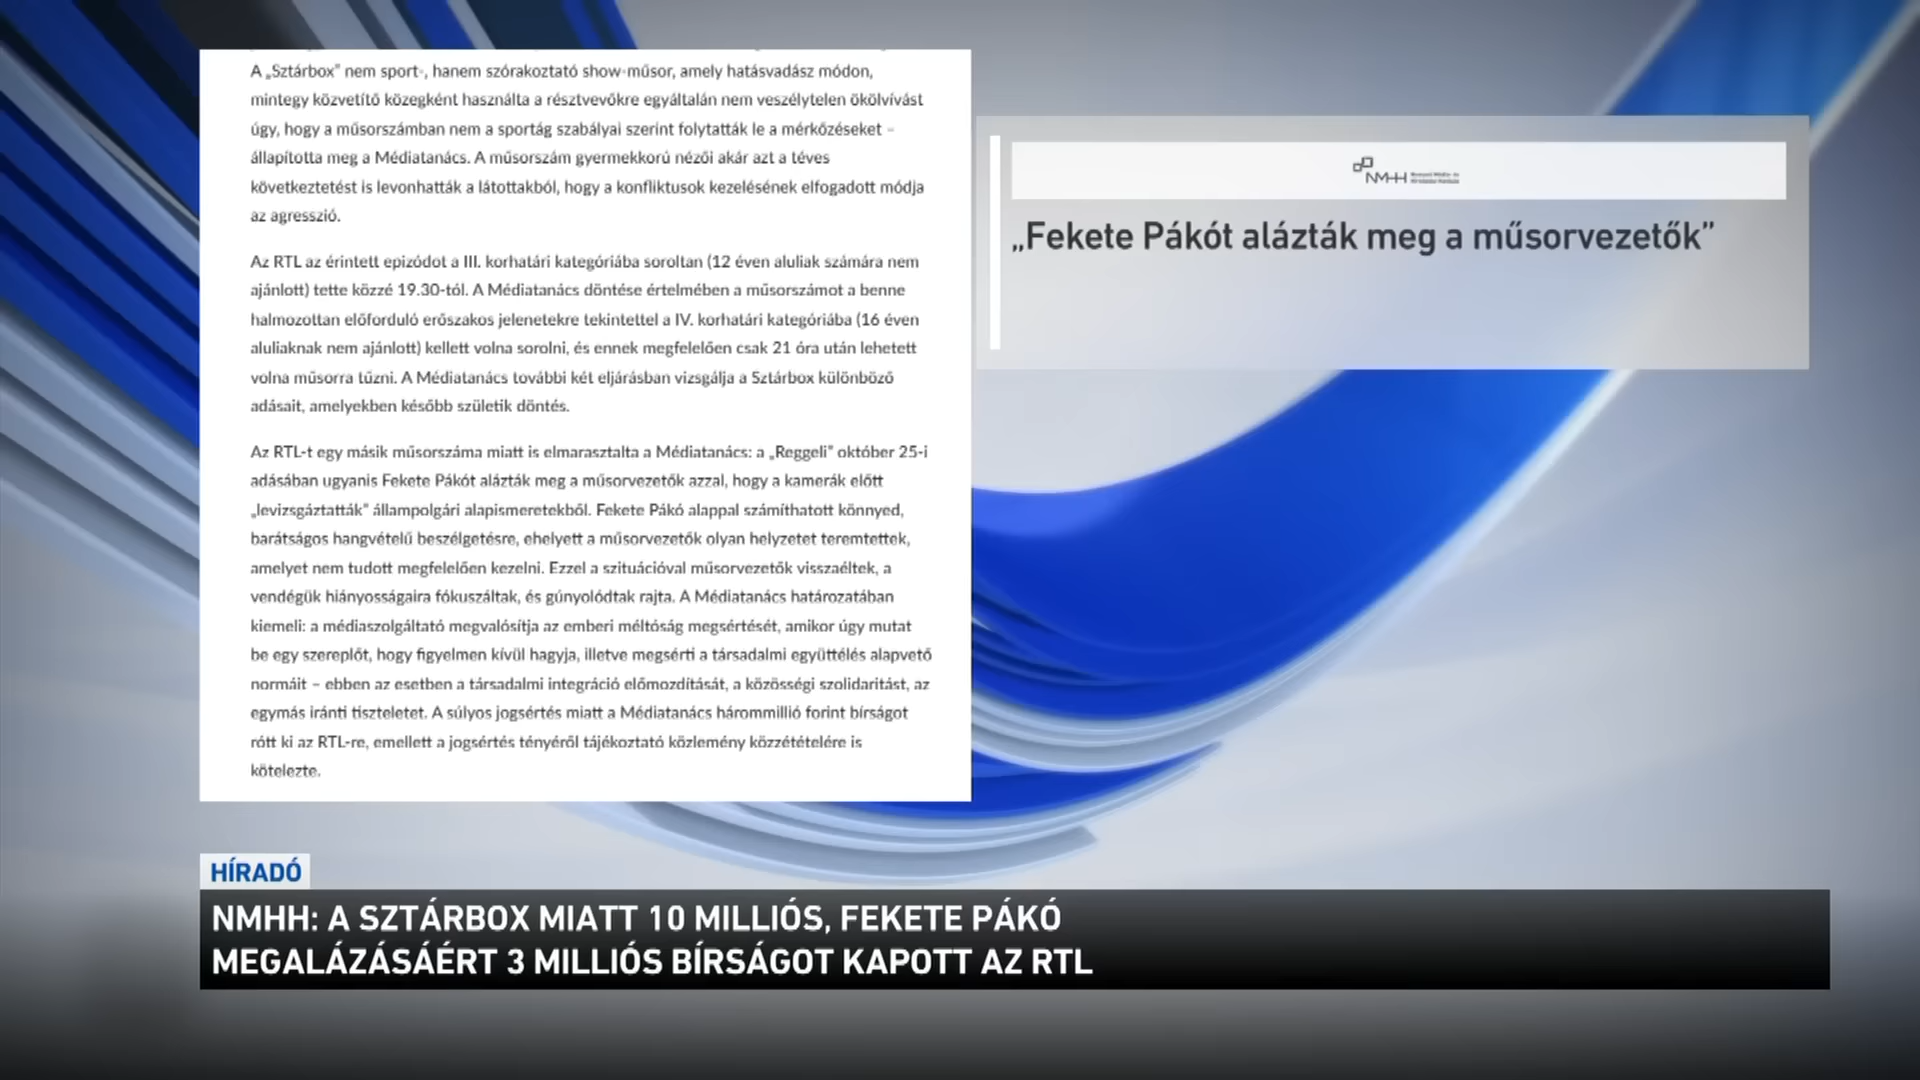 A „Sztárbox” nem sport-, hanem szórakoztató show-műsor, amely hatásvadász módon,
mintegy közvetítő közegként használta a résztvevőkre egyáltalán nem veszélytelen ökölvívást
úgy, hogy a műsorszámban nem a sportág szabályai szerint folytatták le a mérkőzéseket –
állapította meg a Médiatanács. A műsorszám gyermekkorú nézői akár azt a téves
következtetést is levonhatták a látottakból, hogy a konfliktusok kezelésének elfogadott módja
az agresszió.
Az RTL az érintett epizódot a III. korhatári kategóriába soroltan (12 éven aluliak számára nem
ajánlott) tette közzé 19.30-tól. A Médiatanács döntése értelmében a műsorszámot a benne
halmozottan előforduló erőszakos jelenetekre tekintettel a IV. korhatári kategóriába (16 éven
aluliaknak nem ajánlott) kellett volna sorolni, és ennek megfelelően csak 21 óra után lehetett
volna műsorra tűzni. A Médiatanács további két eljárásban vizsgálja a Sztárbox különböző
adásait, amelyekben később születik döntés.
Az RTL-t egy másik műsorszáma miatt is elmarasztalta a Médiatanács: a „Reggeli” október 25-i
adásában ugyanis Fekete Pákót alázták meg a műsorvezetők azzal, hogy a kamerák előtt
„levizsgáztatták” állampolgári alapismeretekből. Fekete Pákó alappal számíthatott könnyed,
barátságos hangvételű beszélgetésre, ehelyett a műsorvezetők olyan helyzetet teremtettek,
amelyet nem tudott megfelelően kezelni. Ezzel a szituációval műsorvezetők visszaéltek, a
vendégük hiányosságaira fókuszáltak, és gúnyolódtak rajta. A Médiatanács határozatában
kiemeli: a médiaszolgáltató megvalósítja az emberi méltóság megsértését, amikor úgy mutat
be egy szereplőt, hogy figyelmen kívül hagyja, illetve megsérti a társadalmi együttélés alapvető
normáit – ebben az esetben a társadalmi integráció előmozdítását, a közösségi szolidaritást, az
egymás iránti tiszteletet. A súlyos jogsértés miatt a Médiatanács hárommillió forint bírságot
rótt ki az RTL-re, emellett a jogsértés tényéről tájékoztató közlemény közzétételére is
kötelezte.
NMHH
„Fekete Pákót alázták meg a műsorvezetők”
HÍRADÓ
NMHH: A SZTÁRBOX MIATT 10 MILLIÓS, FEKETE PÁKÓ
MEGALÁZÁSÁÉRT 3 MILLIÓS BÍRSÁGOT KAPOTT AZ RTL